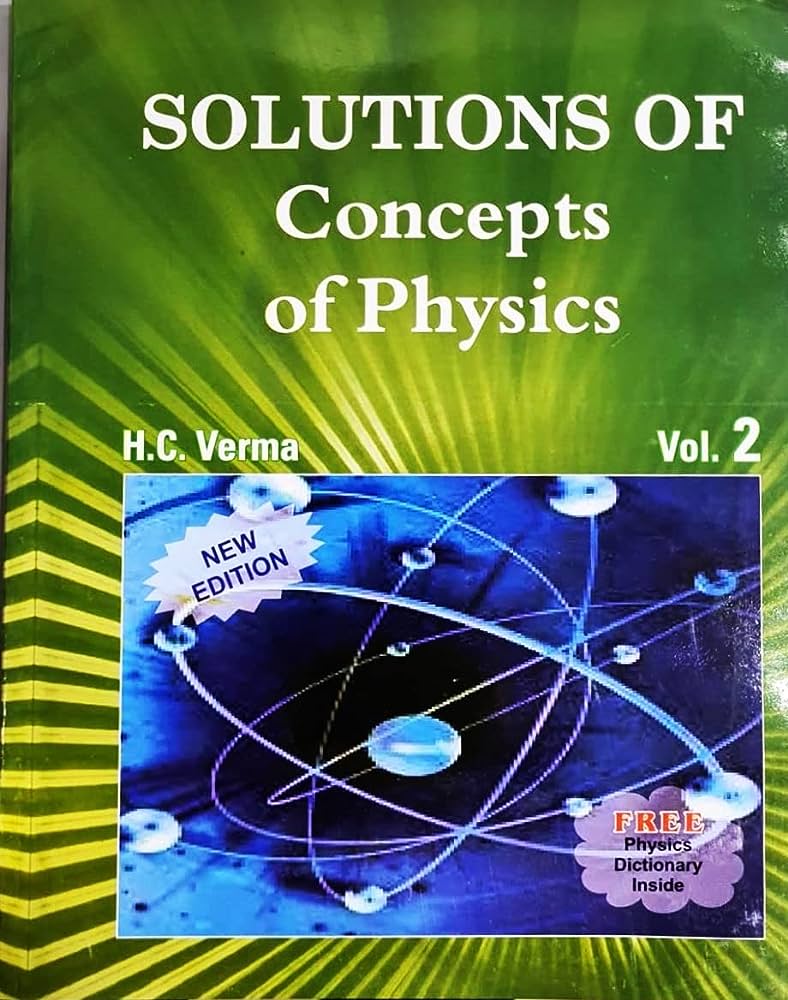 SOLUTIONS OF
Concepts
of Physics
H.C. Verma
Vol. 2
NEW
EDITION
FREE
Physics
Dictionary
Inside